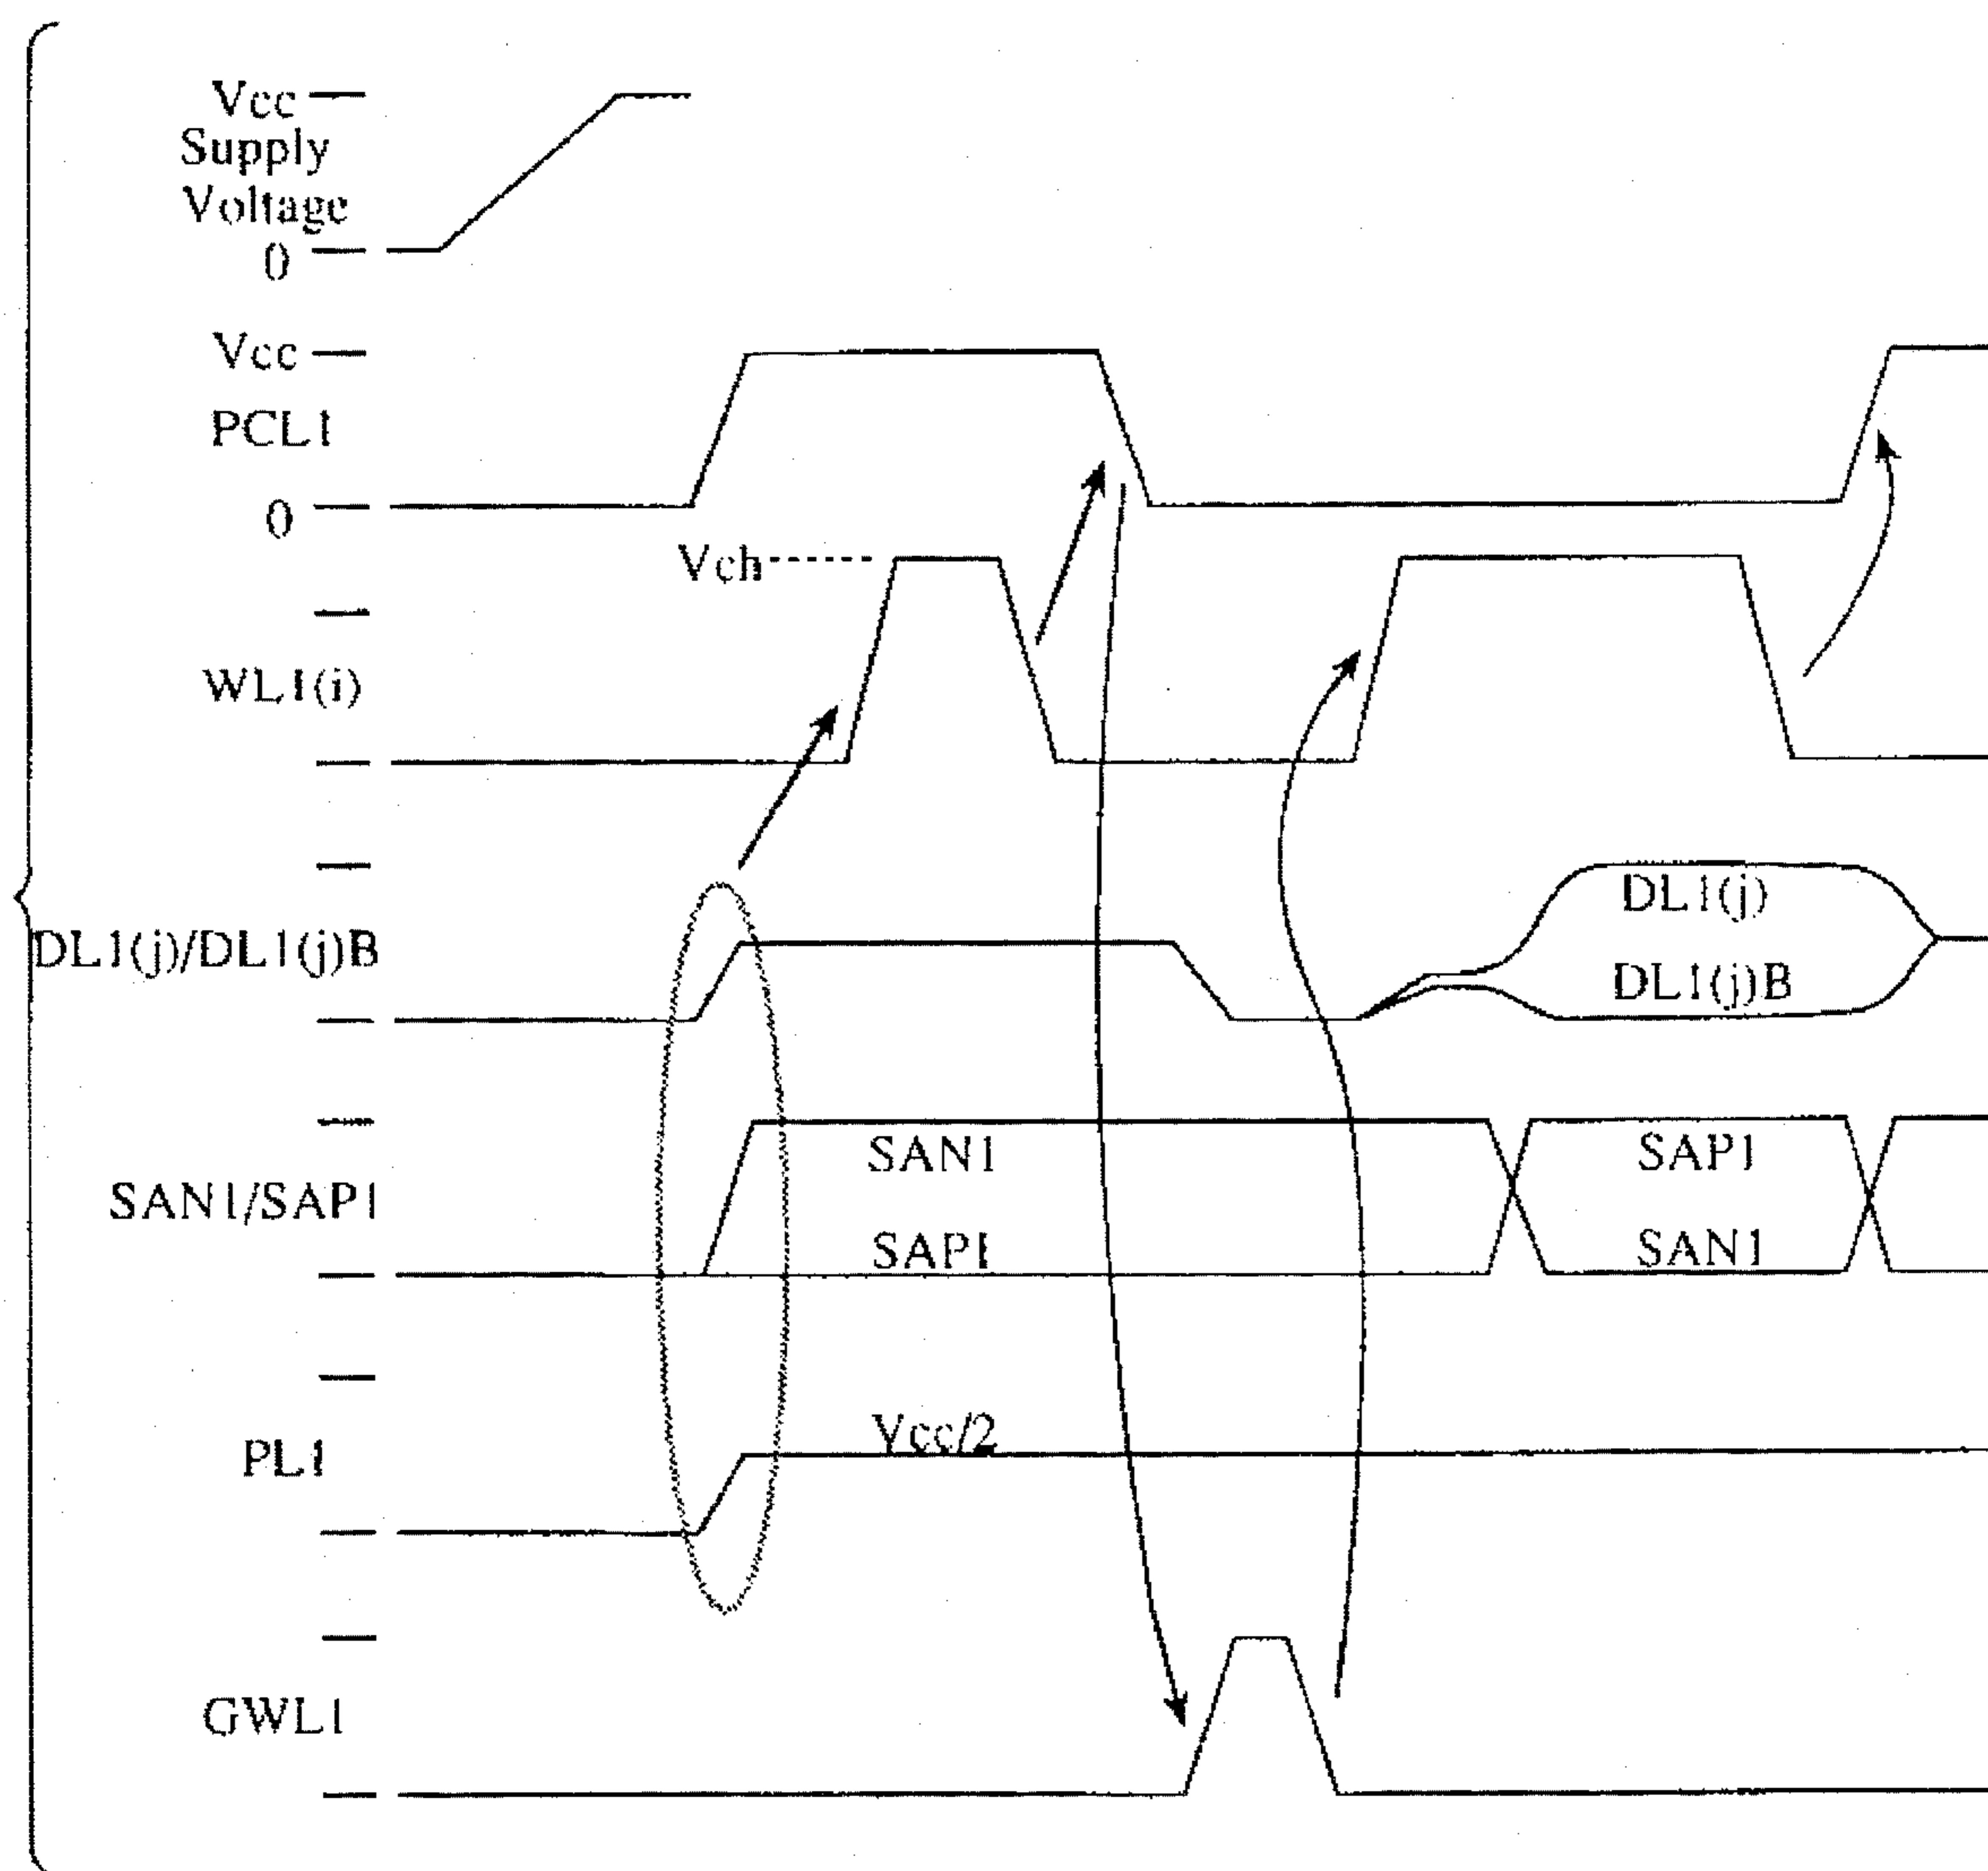 Vcc
Supply
Voltage
0
Vcc
PCL1
0
Vch
WL1(i)
DL1(j)/DL1(j)B
DL1(j)
DL1(j)B
SAN1/SAP1
SAN1
SAP1
SAP1
SAN1
PL1
Vcc/2
GWL1